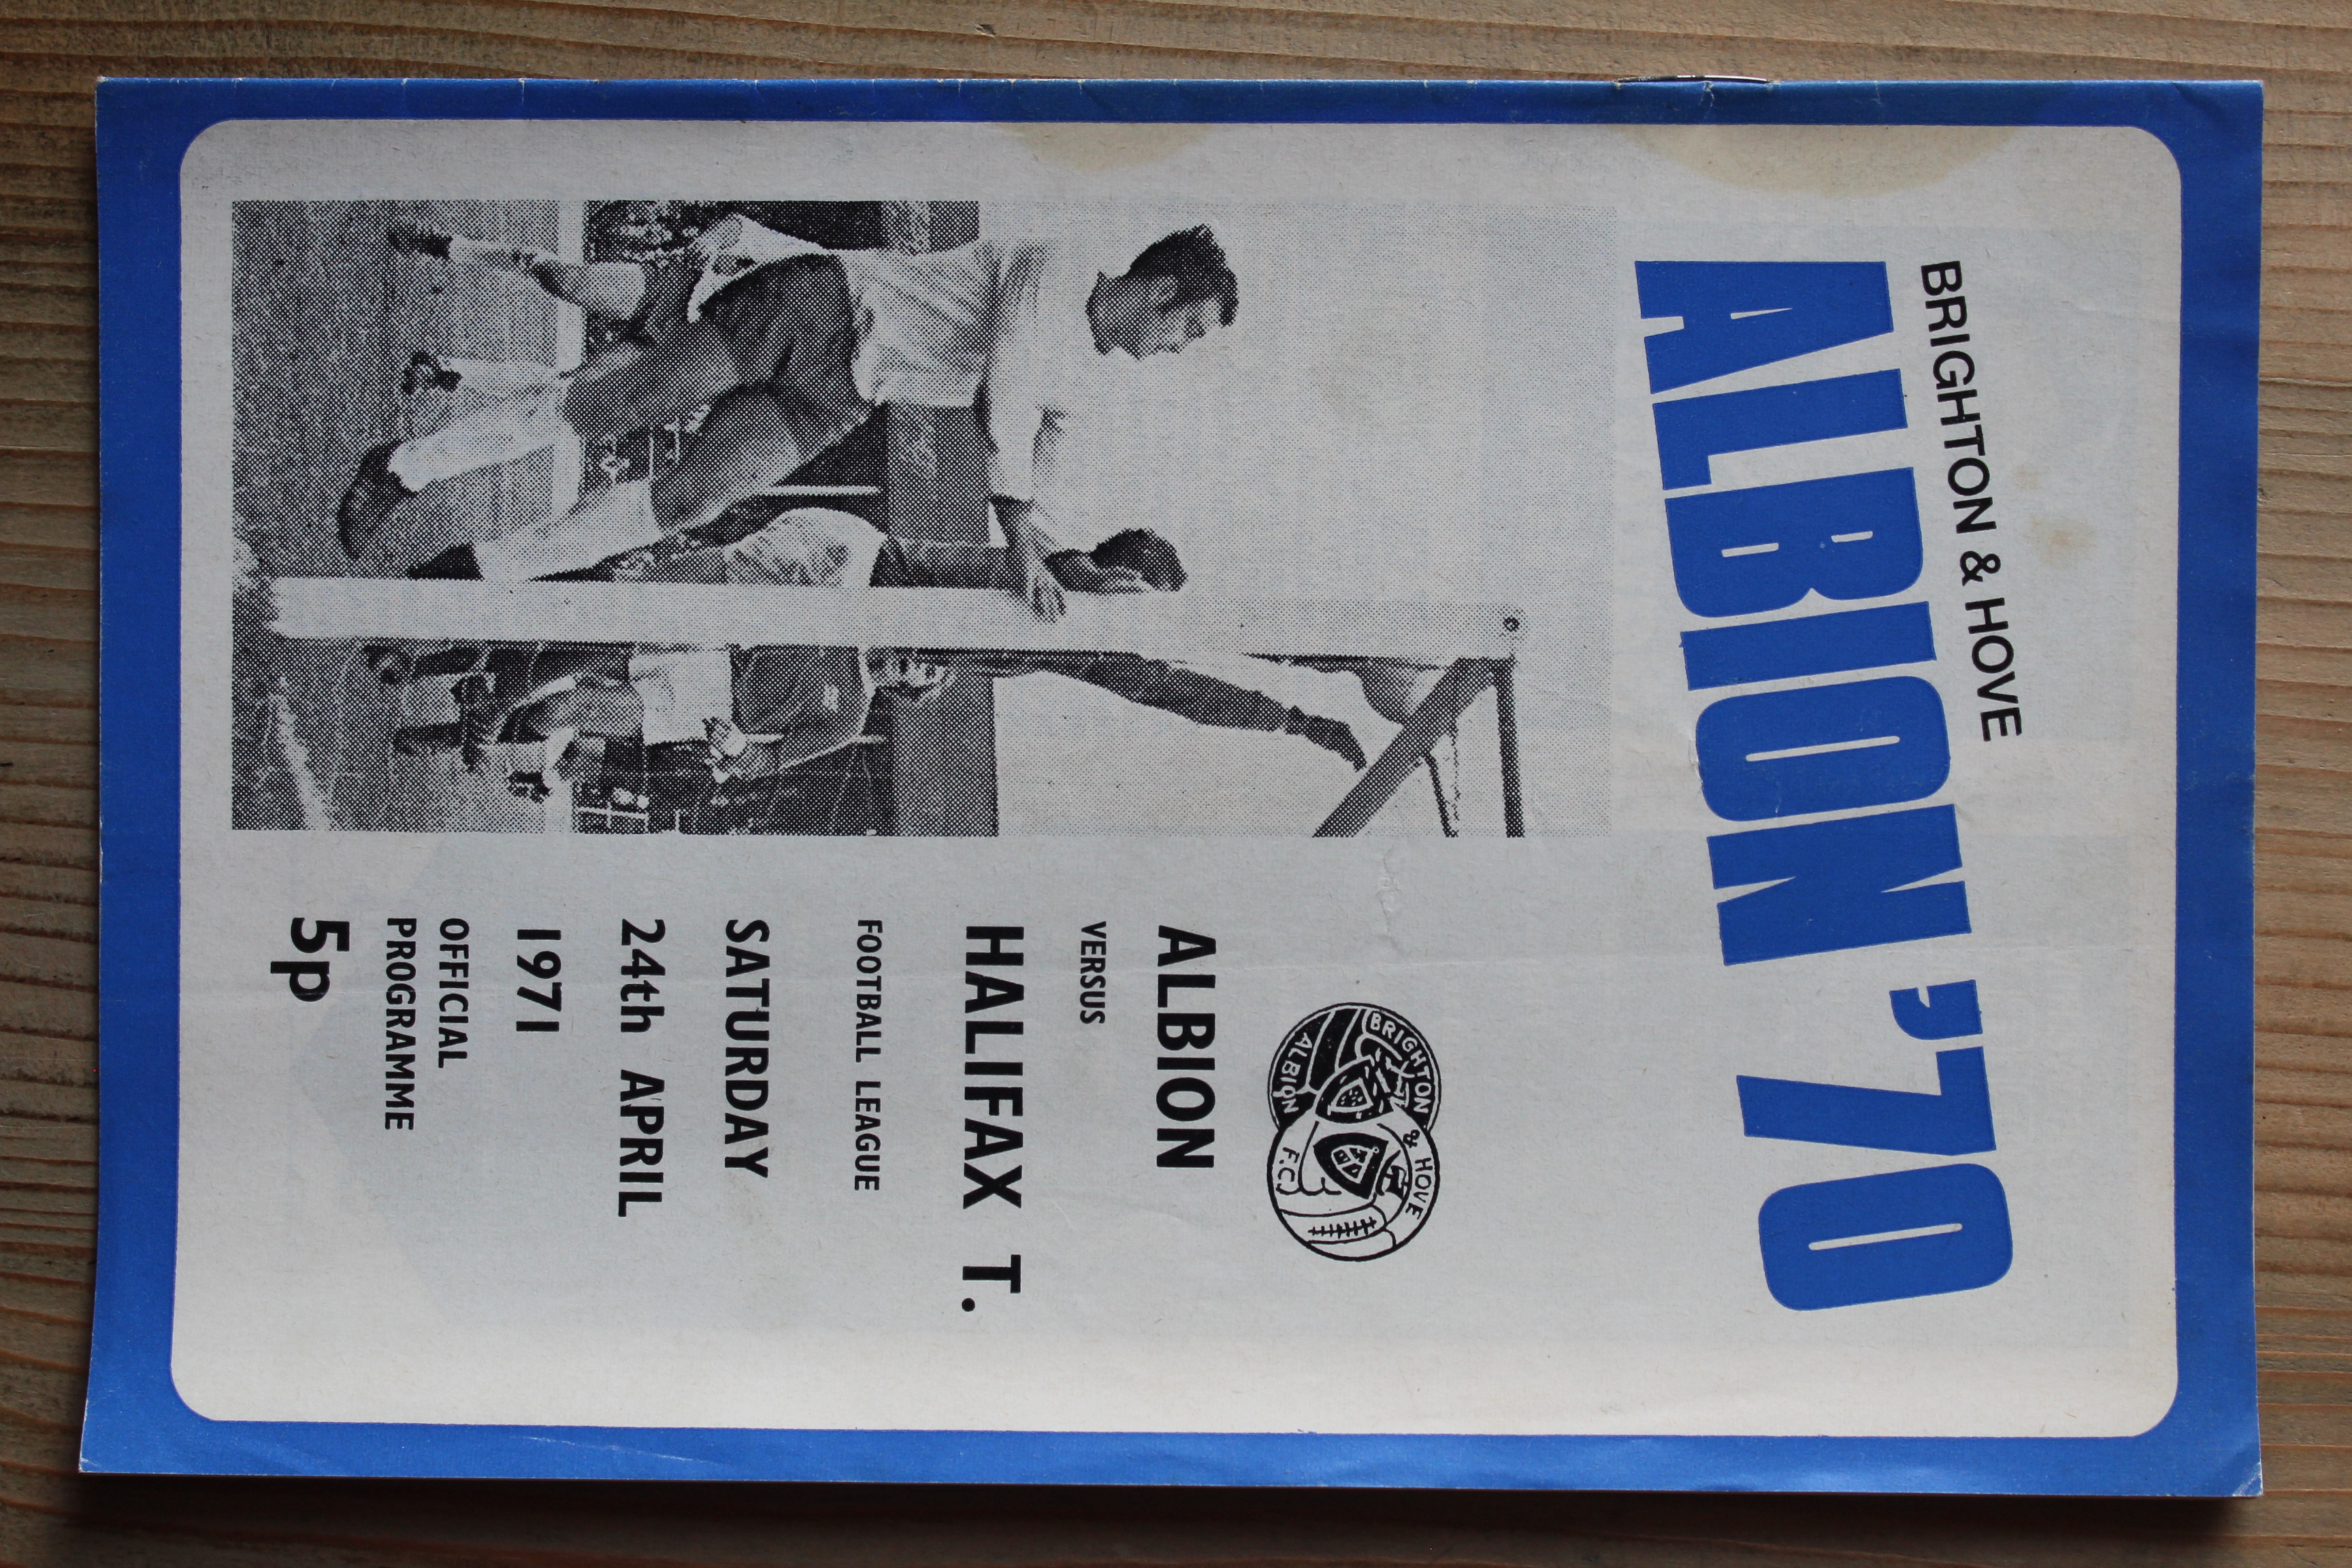 BRIGHTON & HOVE
ALBION '70
BRIGHTON & HOVE
ALBION F.C.
ALBION
VERSUS
HALIFAX T.
FOOTBALL LEAGUE
SATURDAY
24th APRIL
1971
OFFICIAL
PROGRAMME
5p